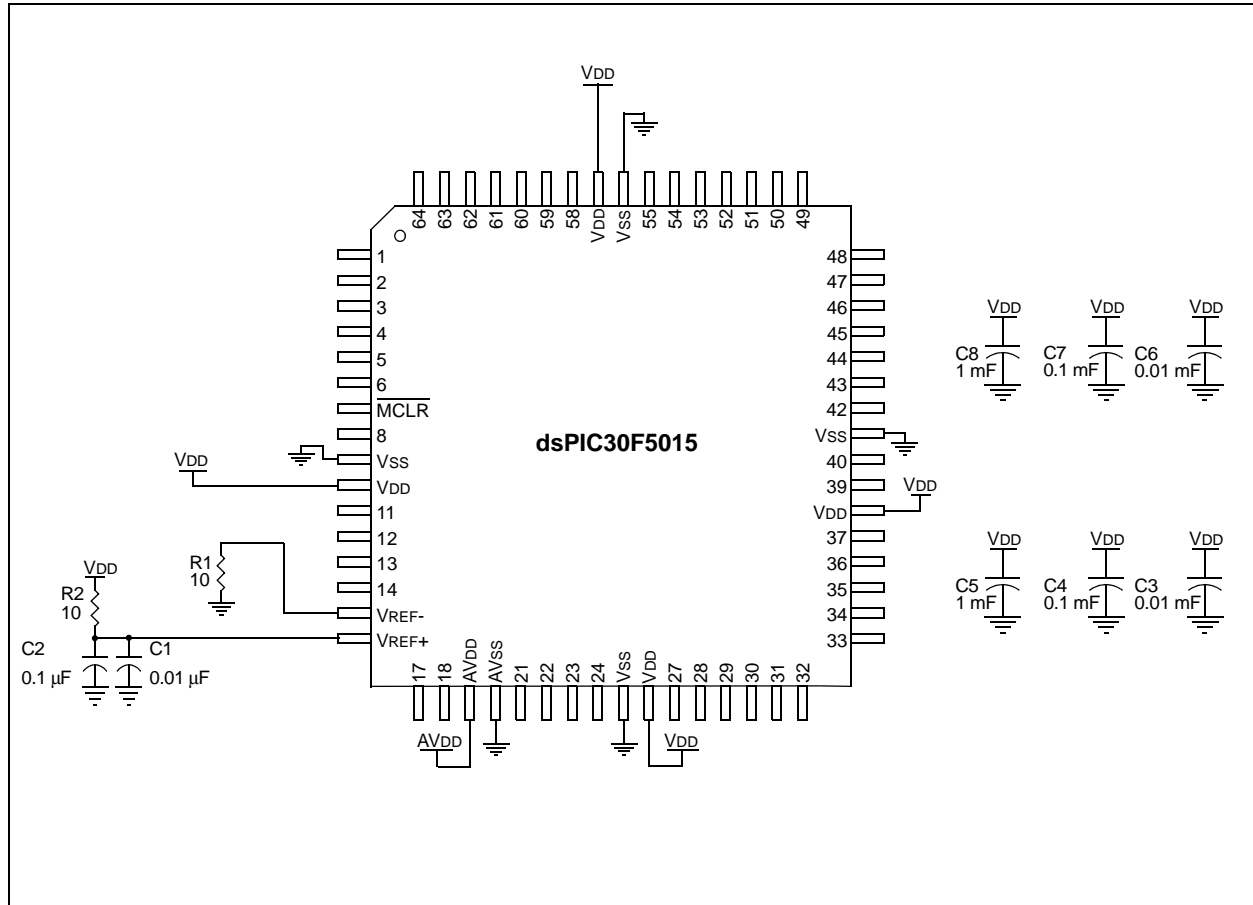 VDD
64 63 62 61 60 59 58 VDD VSS 55 54 53 52 51 50 49
1
2
3
4
5
6
MCLR
8
VSS
VDD
11
12
13
14
VREF-
VREF+
dsPIC30F5015
48
47
46
45
44
43
42
VSS
40
39
VDD
37
36
35
34
33
17 18 AVDD AVSS 21 22 23 24 VSS VDD 27 28 29 30 31 32
VDD
VDD
R2
10
R1
10
C2
0.1 µF
C1
0.01 µF
AVDD
VDD
VDD
VDD
C8
1 mF
VDD
C7
0.1 mF
VDD
C6
0.01 mF
VDD
C5
1 mF
VDD
C4
0.1 mF
VDD
C3
0.01 mF